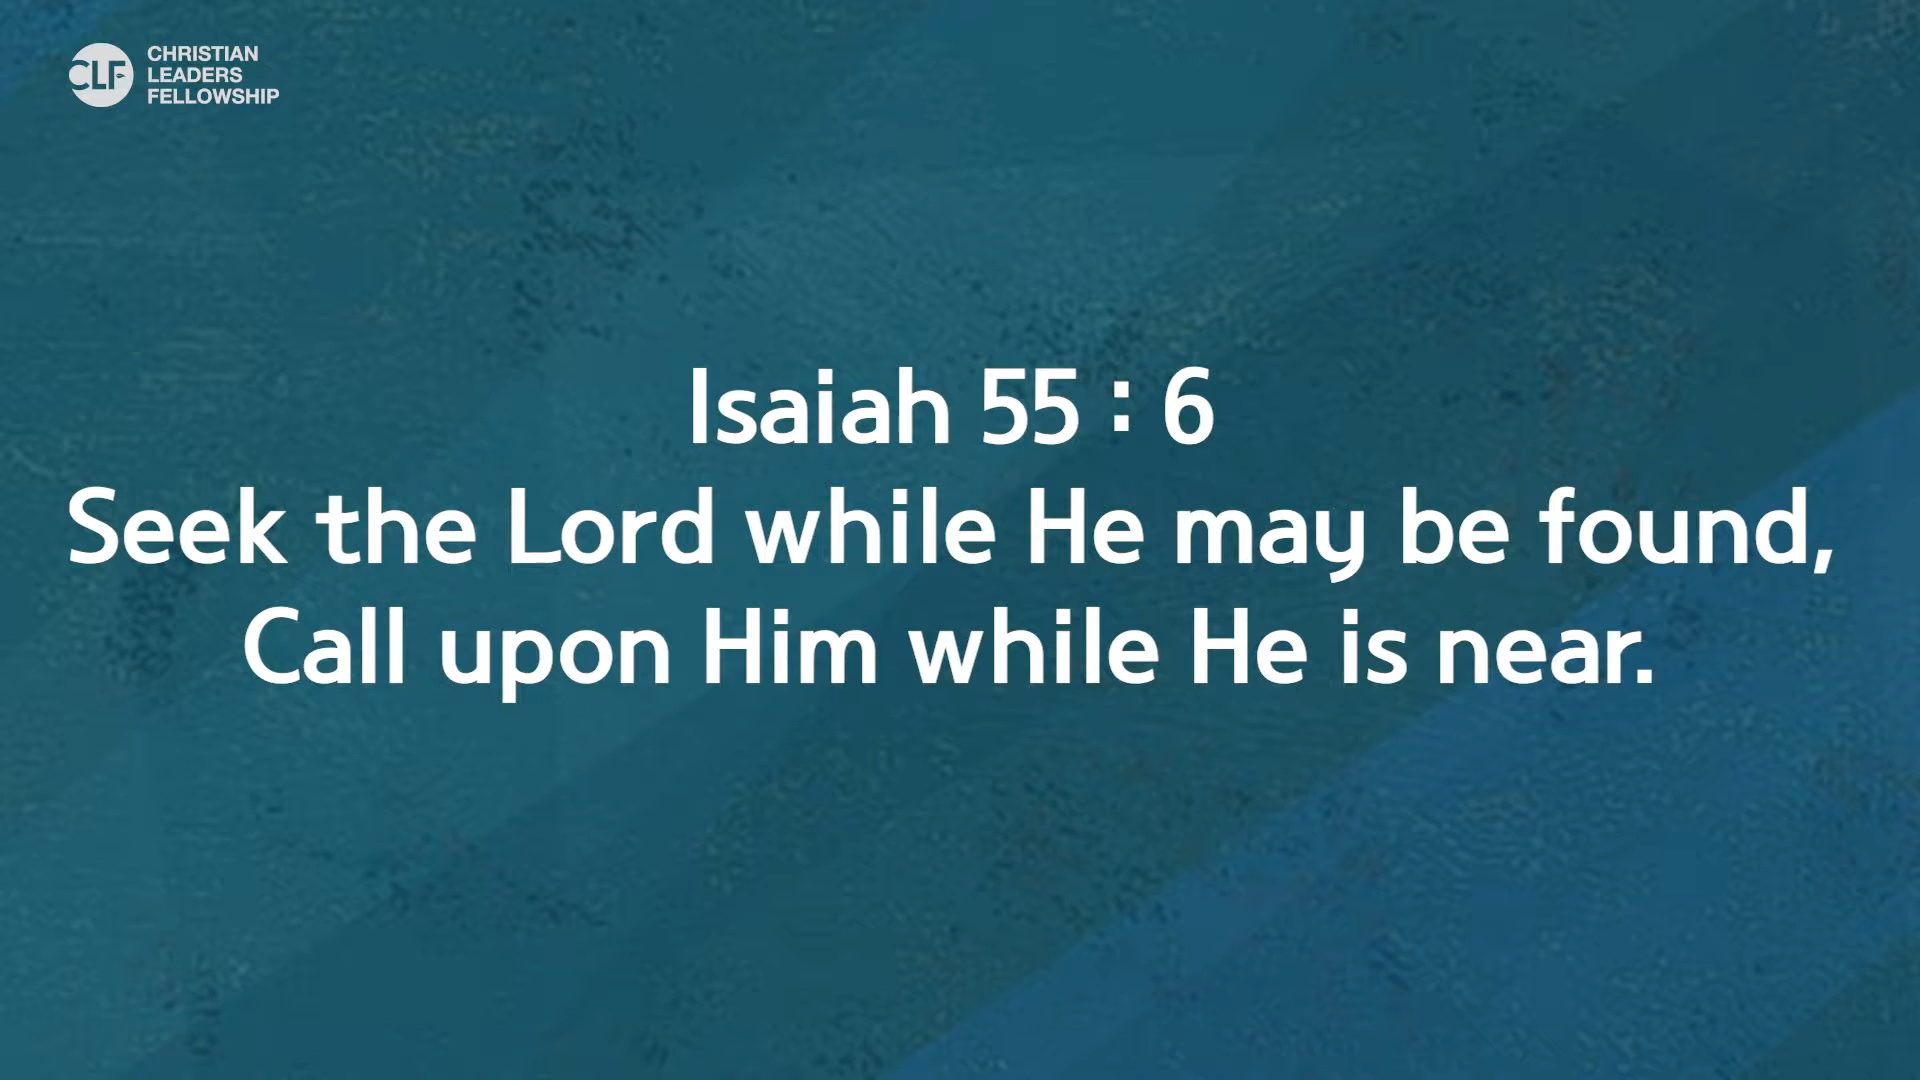 CLF
CHRISTIAN
LEADERS
FELLOWSHIP
Isaiah 55 : 6
Seek the Lord while He may be found,
Call upon Him while He is near.